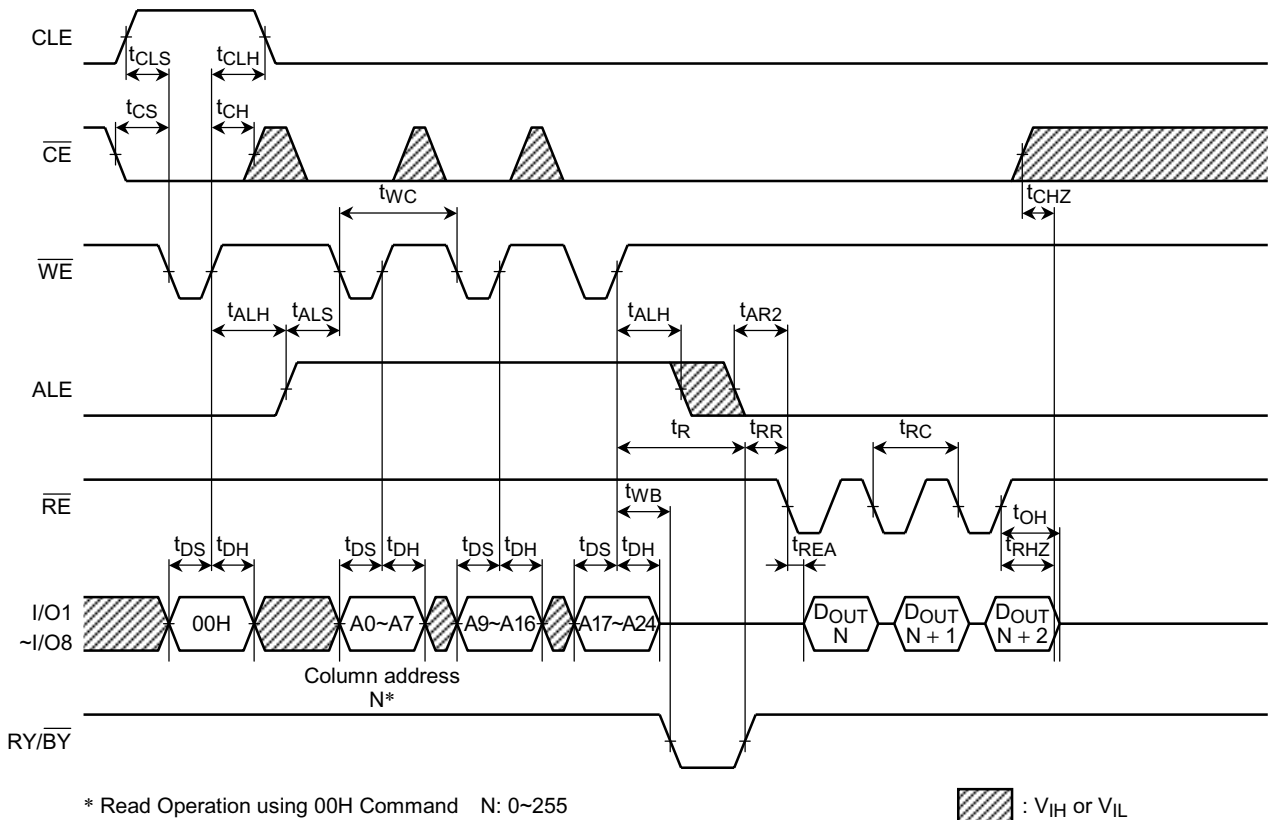 CLE
tCLS tCLH
tCS tCH
CE
tWC
tCHZ
WE
tALH tALS tALH tAR2
ALE
tR tRR tRC
RE
tWB tOH
tDS tDH tDS tDH tDS tDH tDS tDH tREA tRHZ
I/O1
~I/O8
00H A0~A7 A9~A16 A17~A24 DOUT N DOUT N + 1 DOUT N + 2
Column address
N*
RY/BY
* Read Operation using 00H Command N: 0~255
: VIH or VIL